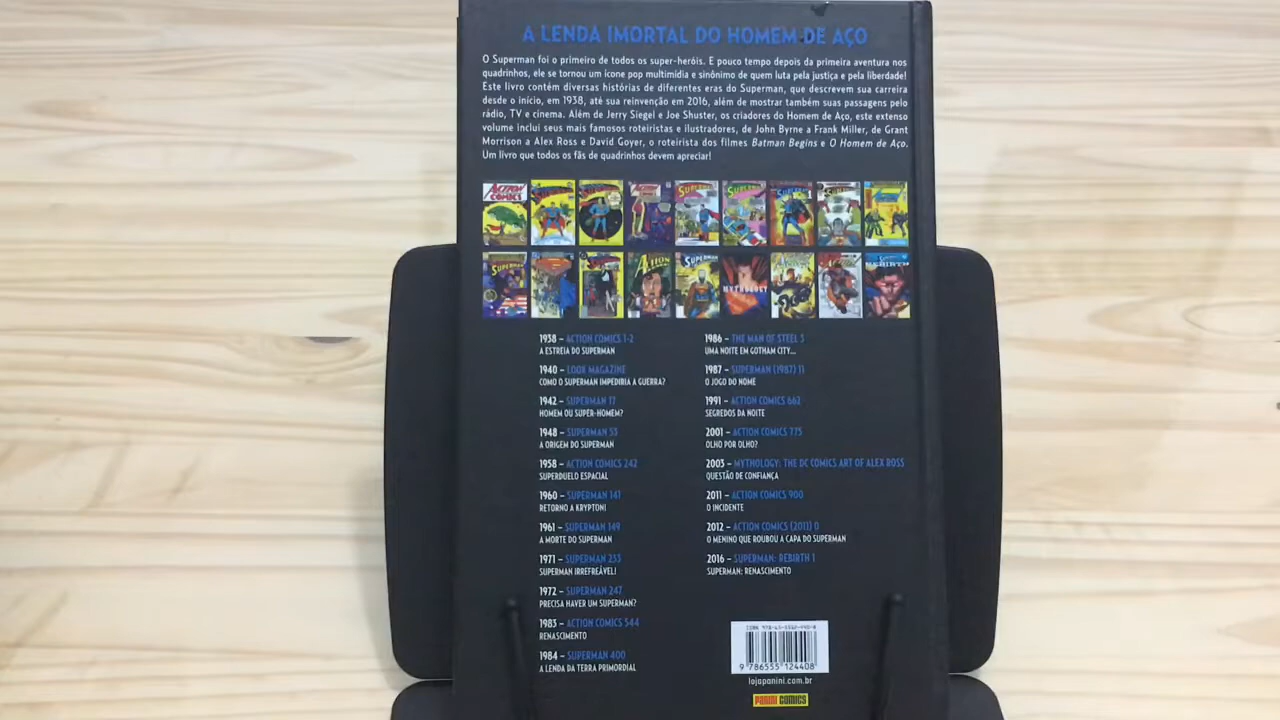 A LENDA IMORTAL DO HOMEM DE AÇO
O Superman foi o primeiro de todos os super-heróis. E pouco tempo depois da primeira aventura nos
quadrinhos, ele se tornou um ícone pop multimídia e sinônimo de quem luta pela justiça e pela liberdade!
Este livro contém diversas histórias de diferentes eras do Superman, que descrevem sua carreira
desde o início, em 1938, até sua reinvenção em 2016, além de mostrar também suas passagens pelo
rádio, TV e cinema. Além de Jerry Siegel e Joe Shuster, os criadores do Homem de Aço, este extenso
volume inclui seus mais famosos roteiristas e ilustradores, de John Byrne a Frank Miller, de Grant
Morrison a Alex Ross e David Goyer, o roteirista dos filmes Batman Begins e O Homem de Aço.
Um livro que todos os fãs de quadrinhos devem apreciar!
ACTION
COMICS
SUPERMAN
ACTION
MYTHOLOGY
REBIRTH
1938 – ACTION COMICS 1-2
A ESTREIA DO SUPERMAN
1940 – LOOK MAGAZINE
COMO O SUPERMAN IMPEDIRIA A GUERRA?
1942 – SUPERMAN 17
HOMEM OU SUPER-HOMEM?
1948 – SUPERMAN 53
A ORIGEM DO SUPERMAN
1958 – ACTION COMICS 242
SUPERDUELO ESPACIAL
1960 – SUPERMAN 141
RETORNO A KRYPTON!
1961 – SUPERMAN 149
A MORTE DO SUPERMAN
1971 – SUPERMAN 233
SUPERMAN IRREFREÁVEL!
1972 – SUPERMAN 247
PRECISA HAVER UM SUPERMAN?
1983 – ACTION COMICS 544
RENASCIMENTO
1984 – SUPERMAN 400
A LENDA DA TERRA PRIMORDIAL
1986 – THE MAN OF STEEL 3
UMA NOITE EM GOTHAM CITY...
1987 – SUPERMAN (1987) 11
O JOGO DO NOME
1991 – ACTION COMICS 662
SEGREDOS DA NOITE
2001 – ACTION COMICS 775
OLHO POR OLHO?
2003 – MYTHOLOGY: THE DC COMICS ART OF ALEX ROSS
QUESTÃO DE CONFIANÇA
2011 – ACTION COMICS 900
O INCIDENTE
2012 – ACTION COMICS (2011) 0
O MENINO QUE ROUBOU A CAPA DO SUPERMAN
2016 – SUPERMAN: REBIRTH 1
SUPERMAN: RENASCIMENTO
ISBN 978-65-5512-440-8
9 786555 124408
lojapanini.com.br
PANINI COMICS